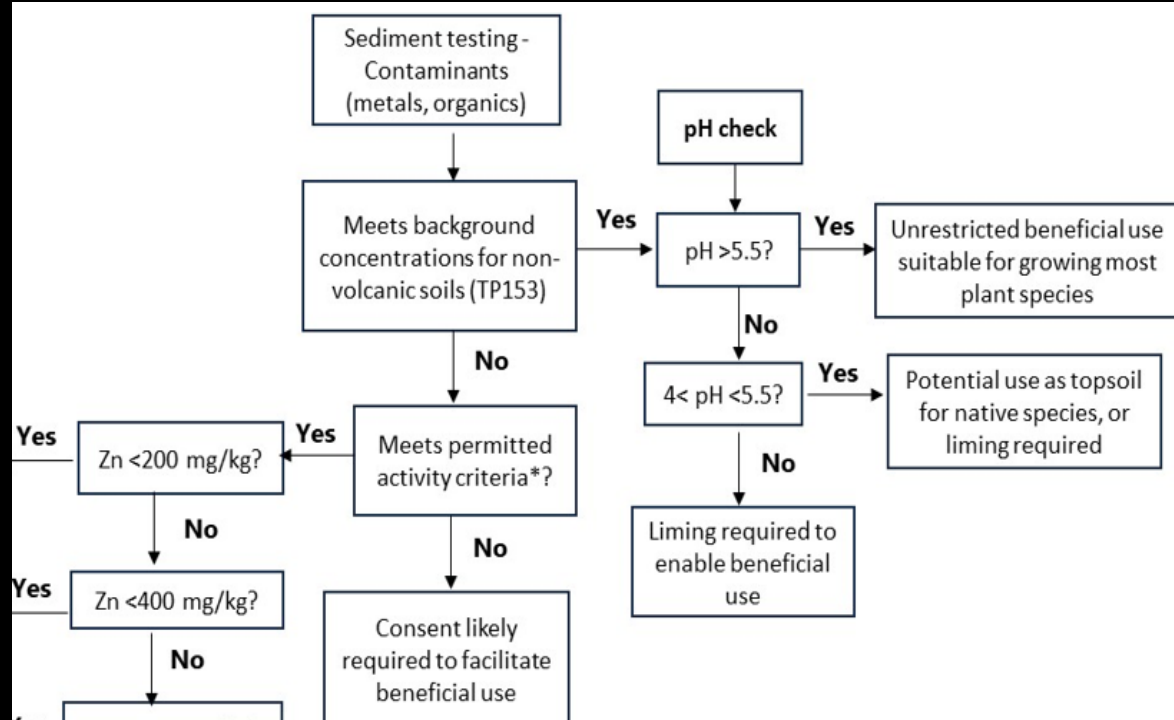 Sediment testing -
Contaminants
(metals, organics)
pH check
Meets background
concentrations for non-
volcanic soils (TP153)
Yes
pH >5.5?
Yes
Unrestricted beneficial use
suitable for growing most
plant species
No
No
4< pH <5.5?
Yes
Potential use as topsoil
for native species, or
liming required
Yes
Zn <200 mg/kg?
Yes
Meets permitted
activity criteria*?
No
No
No
Liming required to
enable beneficial
use
Yes
Zn <400 mg/kg?
No
Consent likely
required to facilitate
beneficial use